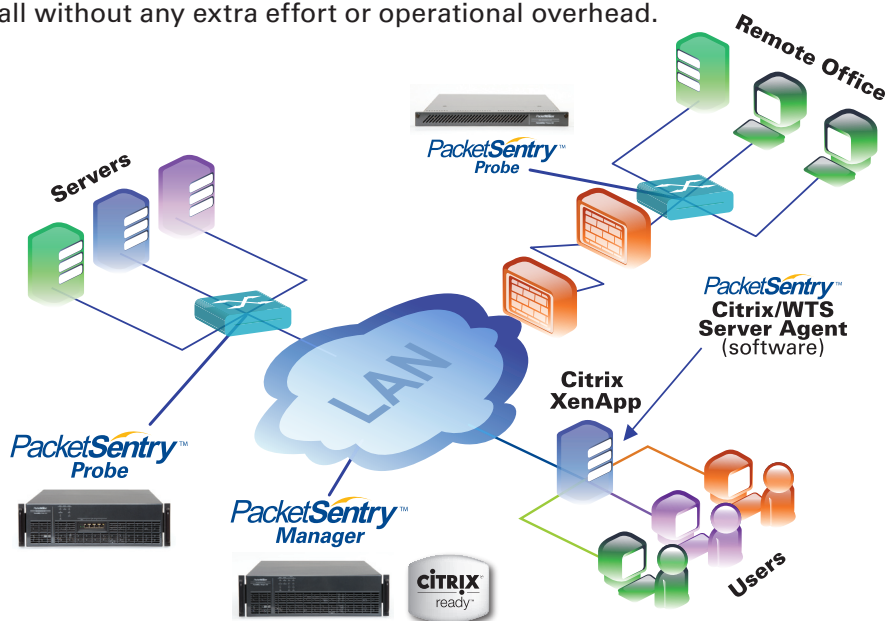 all without any extra effort or operational overhead.
Remote Office
PacketSentry™
Probe
Servers
PacketSentry™
Citrix/WTS
Server Agent
(software)
LAN
Citrix
XenApp
PacketSentry™
Probe
PacketSentry™
Manager
CITRIX®
ready™
Users